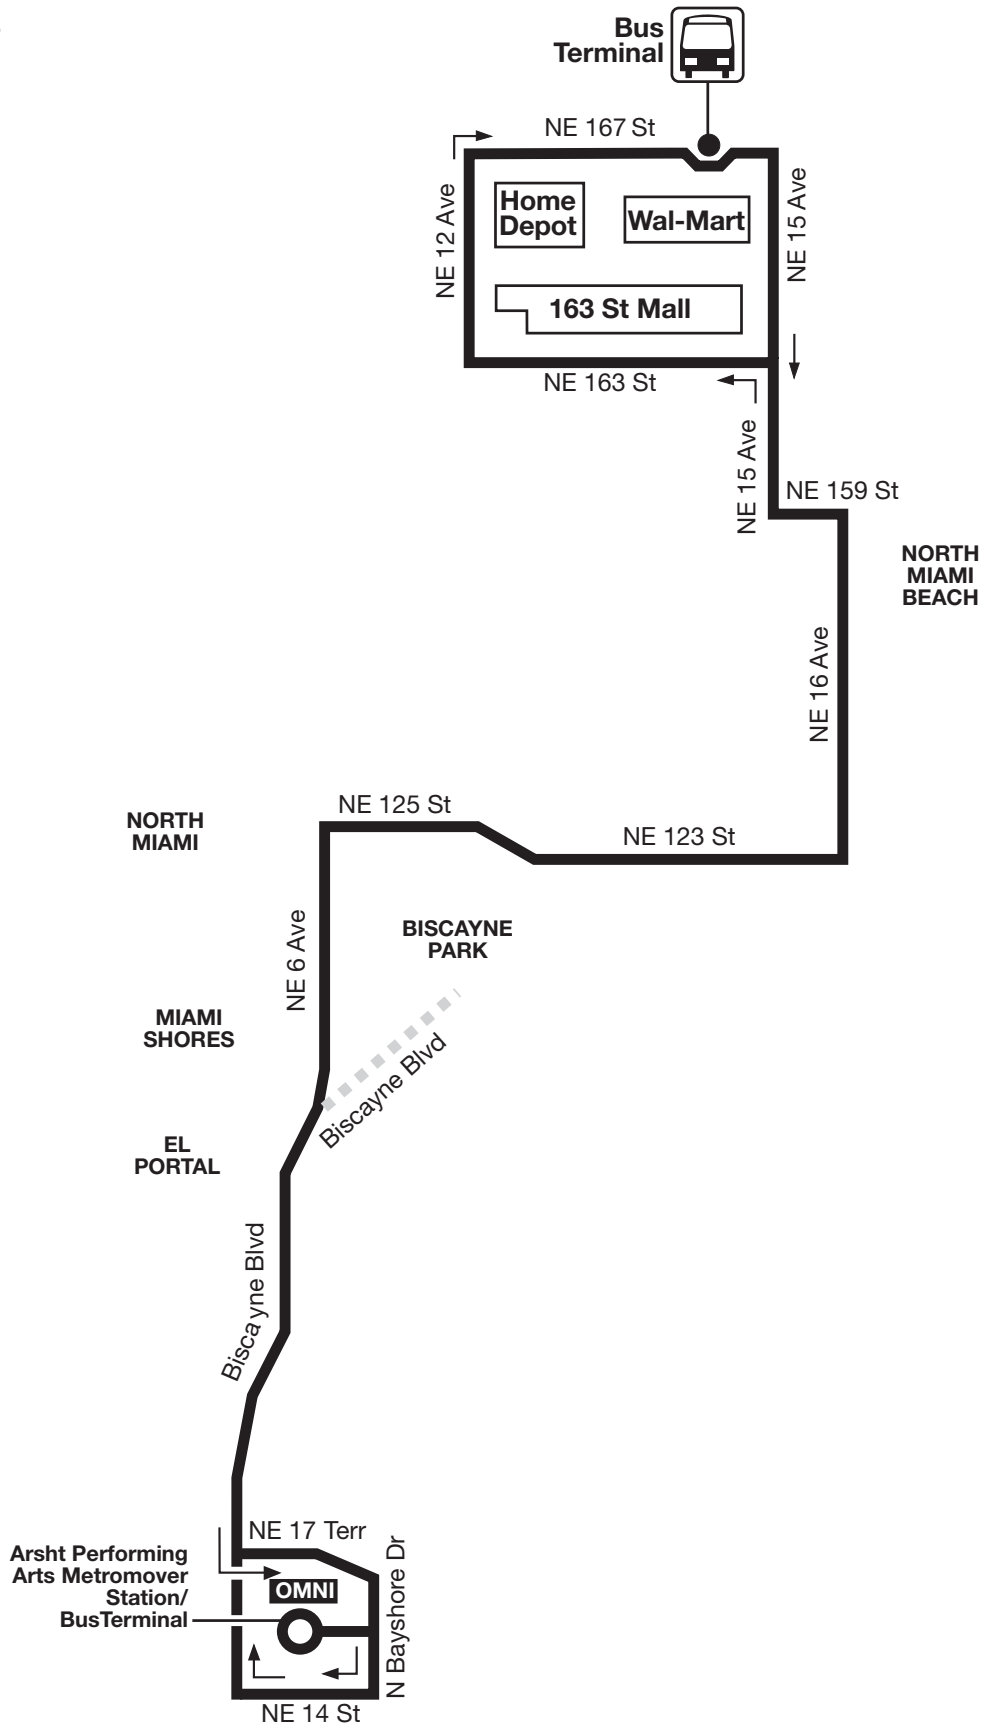 Bus
Terminal
NE 167 St
NE 12 Ave
Home
Depot
Wal-Mart
NE 15 Ave
163 St Mall
NE 163 St
NE 15 Ave
NE 159 St
NORTH
MIAMI
BEACH
NE 16 Ave
NE 125 St
NORTH
MIAMI
NE 123 St
NE 6 Ave
BISCAYNE
PARK
MIAMI
SHORES
Biscayne Blvd
EL
PORTAL
Biscayne Blvd
NE 17 Terr
Arsht Performing
Arts Metromover
Station/
BusTerminal
OMNI
N Bayshore Dr
NE 14 St